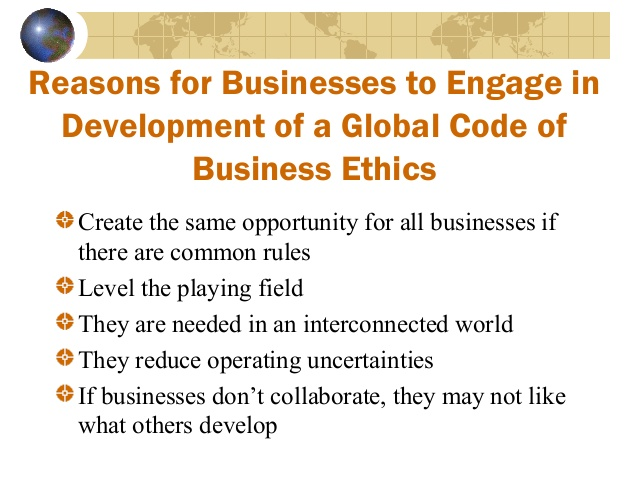 Reasons for Businesses to Engage in
Development of a Global Code of
Business Ethics
Create the same opportunity for all businesses if
there are common rules
Level the playing field
They are needed in an interconnected world
They reduce operating uncertainties
If businesses don’t collaborate, they may not like
what others develop